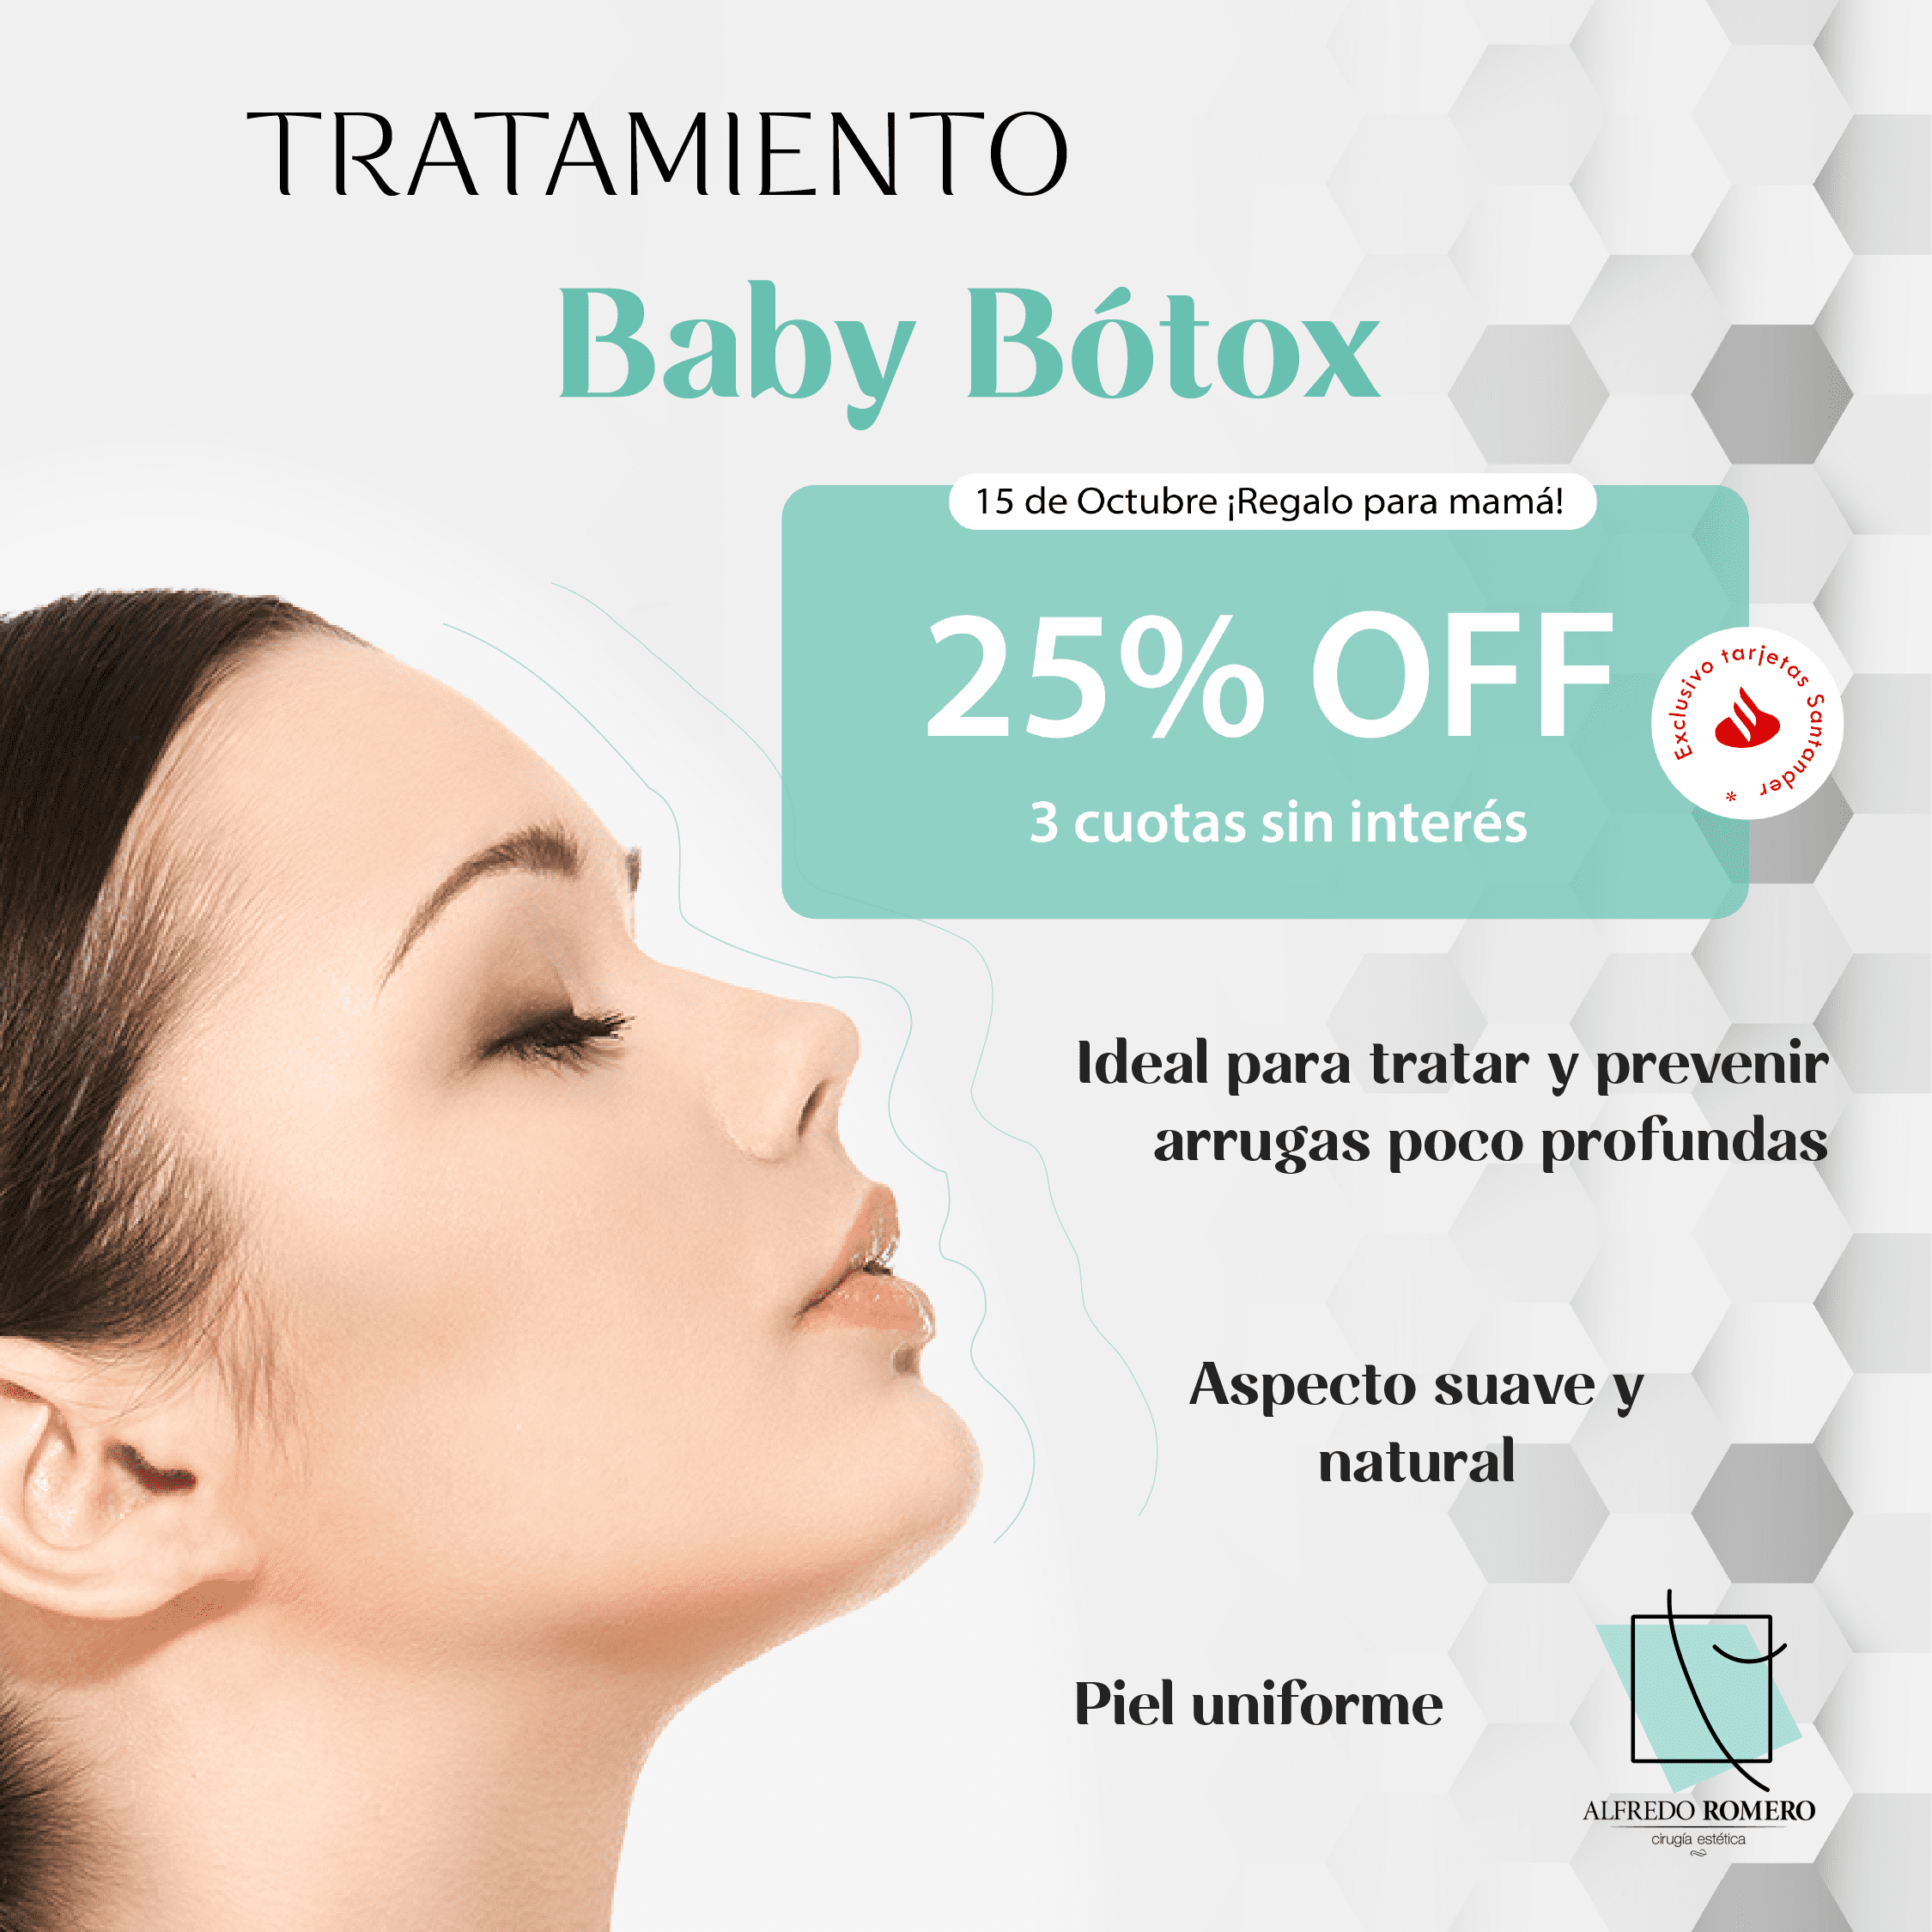 TRATAMIENTO
Baby Bótox
15 de Octubre ¡Regalo para mamá!
25% OFF
3 cuotas sin interés
Exclusivo tarjetas Santander *
Ideal para tratar y prevenir
arrugas poco profundas
Aspecto suave y
natural
Piel uniforme
ALFREDO ROMERO
cirugía estética